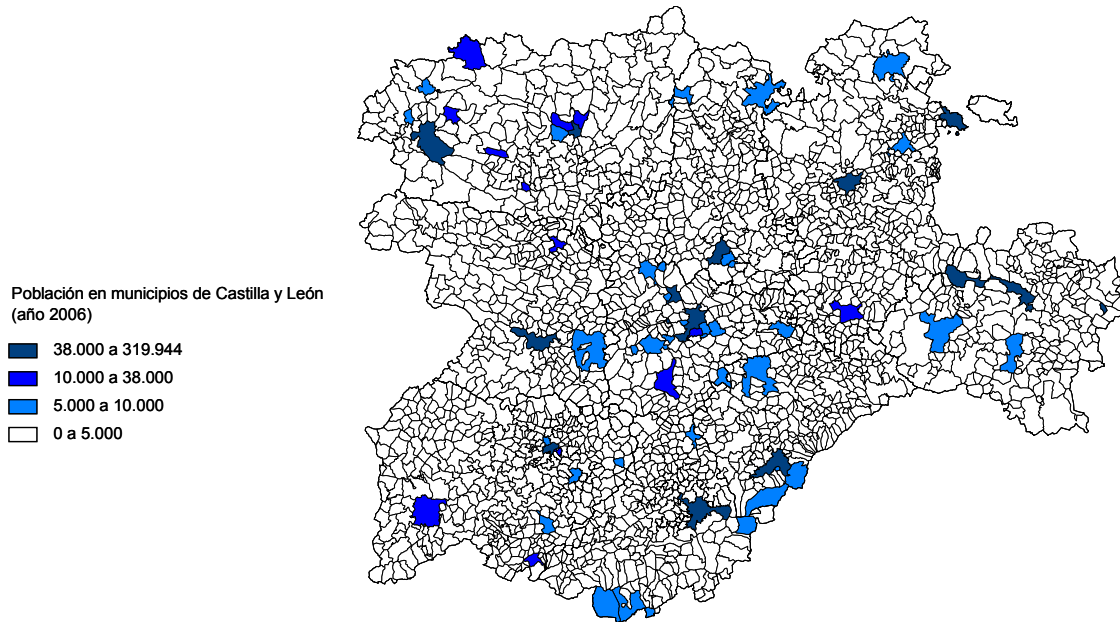 Población en municipios de Castilla y León
(año 2006)
38.000 a 319.944
10.000 a 38.000
5.000 a 10.000
0 a 5.000